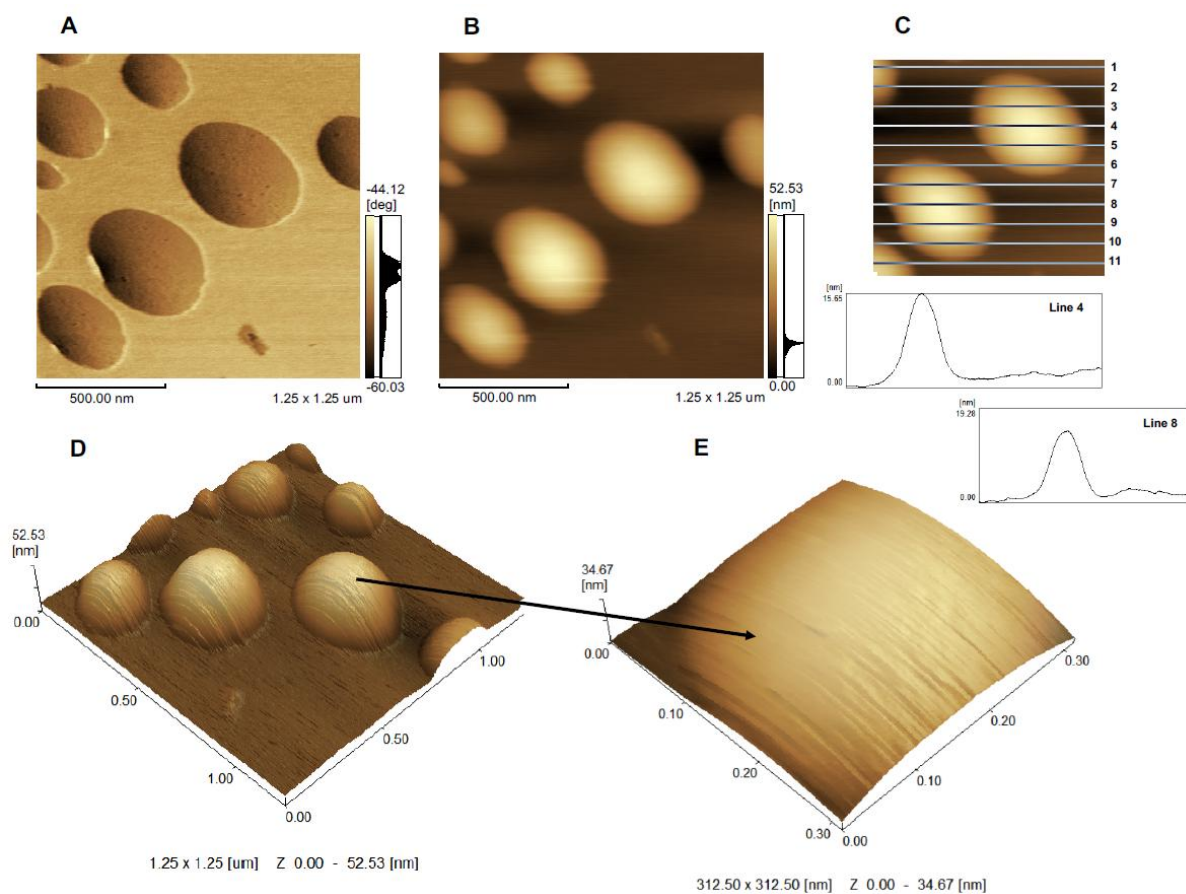 A
B
C
-44.12
[deg]
-60.03
500.00 nm
1.25 x 1.25 um
52.53
[nm]
0.00
500.00 nm
1.25 x 1.25 um
1
2
3
4
5
6
7
8
9
10
11
[nm]
15.65
Line 4
0.00
[nm]
19.28
Line 8
0.00
D
52.53
[nm]
0.00
0.50
1.00
0.00
0.50
1.00
1.25 x 1.25 [um] Z 0.00 - 52.53 [nm]
E
34.67
[nm]
0.00
0.10
0.20
0.30
0.00
0.10
0.20
0.30
312.50 x 312.50 [nm] Z 0.00 - 34.67 [nm]